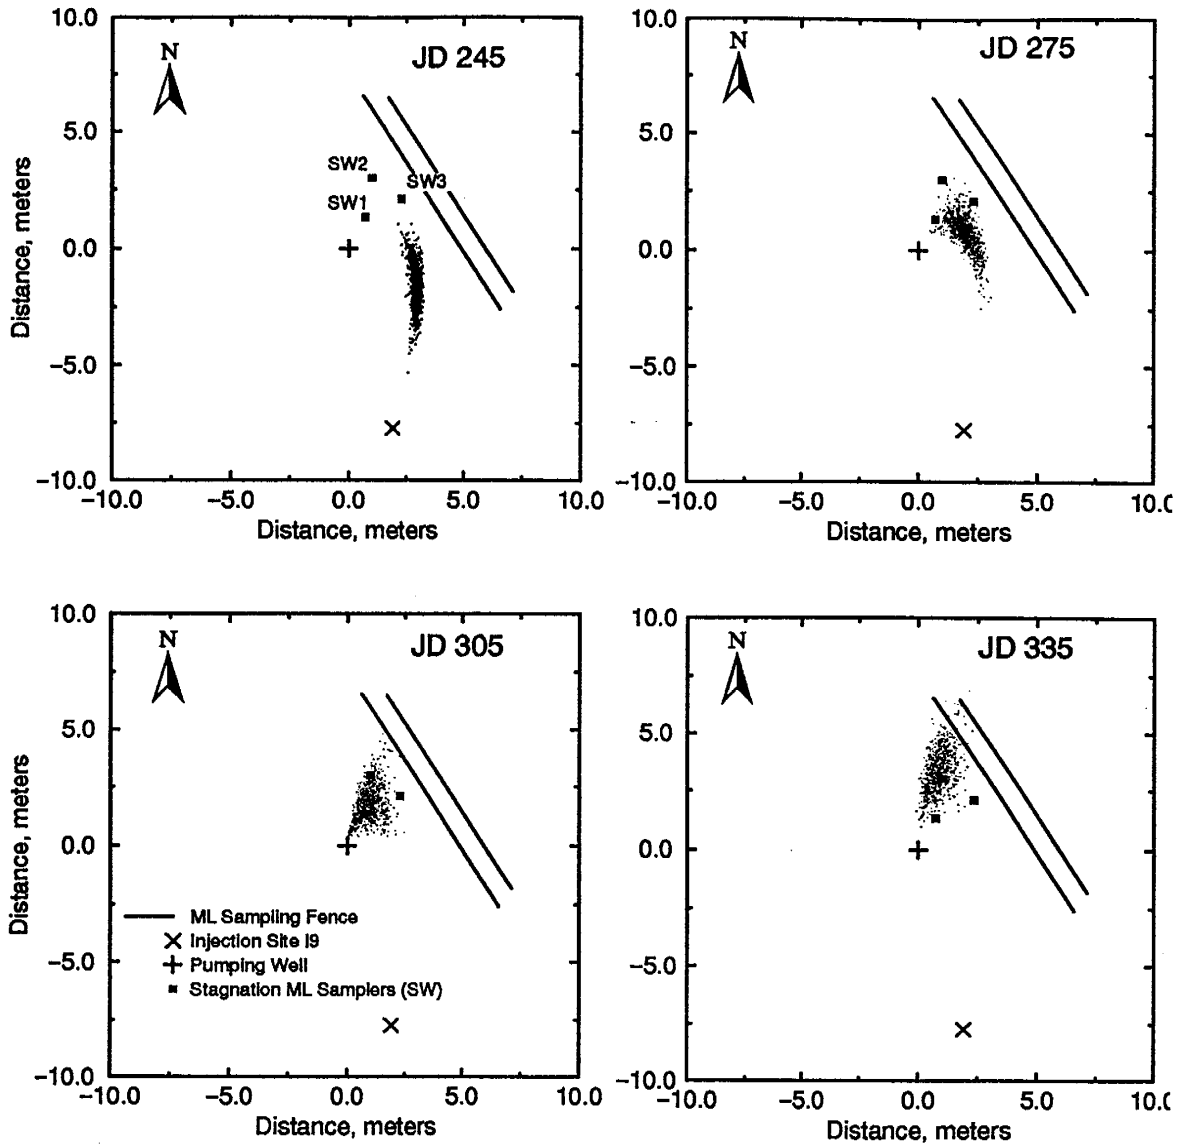 10.0
N
JD 245
5.0
SW2
SW3
SW1
0.0
−5.0
−10.0
−10.0 −5.0 0.0 5.0 10.0
Distance, meters
Distance, meters
10.0
N
JD 275
5.0
0.0
−5.0
−10.0
−10.0 −5.0 0.0 5.0 10.0
Distance, meters
10.0
N
JD 305
5.0
0.0
ML Sampling Fence
Injection Site I9
Pumping Well
Stagnation ML Samplers (SW)
−5.0
−10.0
−10.0 −5.0 0.0 5.0 10.0
Distance, meters
Distance, meters
10.0
N
JD 335
5.0
0.0
−5.0
−10.0
−10.0 −5.0 0.0 5.0 10.0
Distance, meters